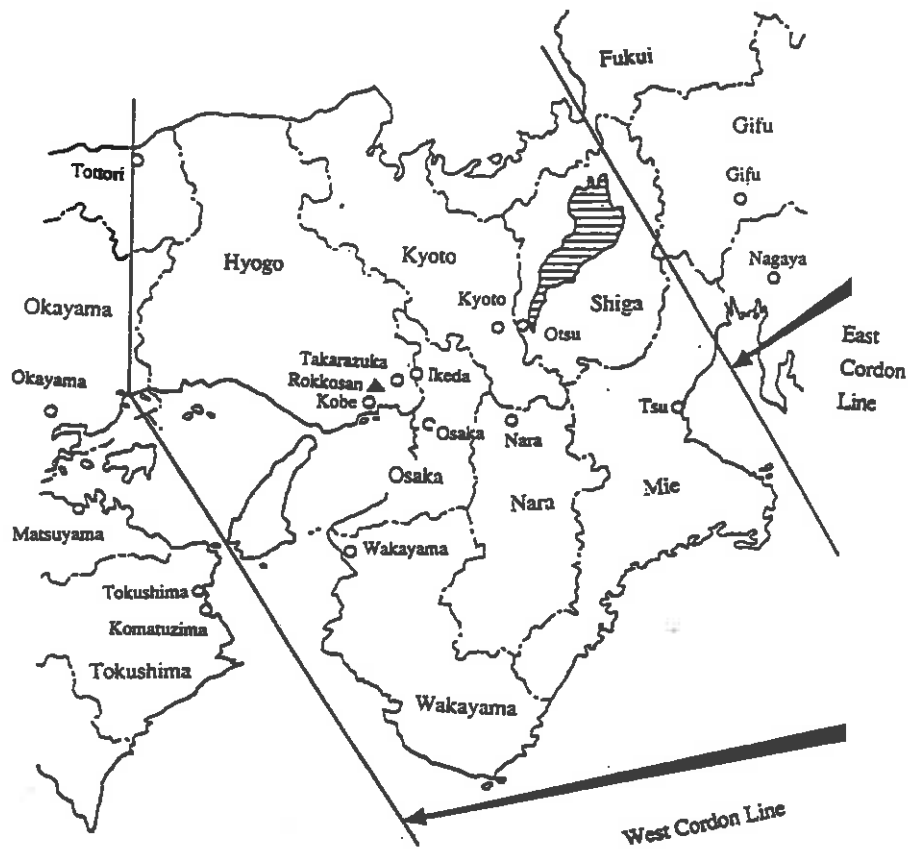 Fukui
Gifu
Gifu
Tottori
Hyogo
Kyoto
Nagaya
Kyoto
Shiga
Okayama
Otsu
East
Cordon
Line
Takarazuka
Ikeda
Okayama
Rokkosan
Kobe
Tsu
Osaka
Nara
Osaka
Mie
Nara
Matsuyama
Wakayama
Tokushima
Komatuzima
Tokushima
Wakayama
West Cordon Line